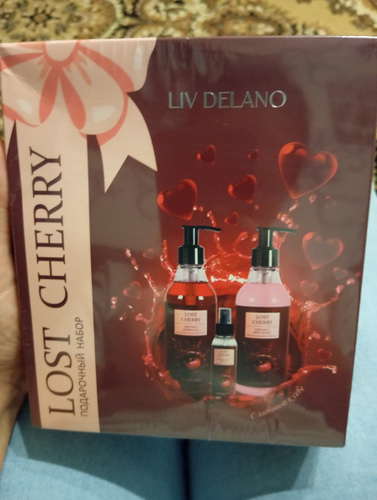 LIV DELANO
LOST CHERRY
ПОДАРОЧНЫЙ НАБОР
LOST
CHERRY
LOST
CHERRY
С любовью к себе